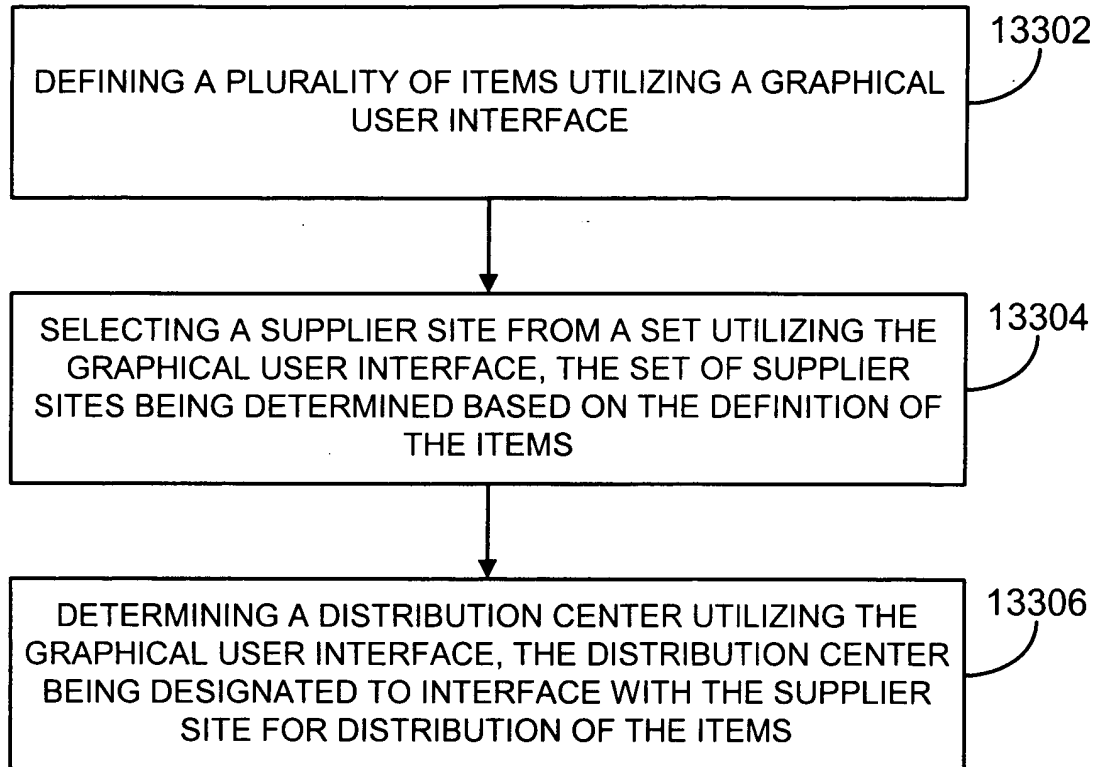 13302
DEFINING A PLURALITY OF ITEMS UTILIZING A GRAPHICAL
USER INTERFACE
13304
SELECTING A SUPPLIER SITE FROM A SET UTILIZING THE
GRAPHICAL USER INTERFACE, THE SET OF SUPPLIER
SITES BEING DETERMINED BASED ON THE DEFINITION OF
THE ITEMS
13306
DETERMINING A DISTRIBUTION CENTER UTILIZING THE
GRAPHICAL USER INTERFACE, THE DISTRIBUTION CENTER
BEING DESIGNATED TO INTERFACE WITH THE SUPPLIER
SITE FOR DISTRIBUTION OF THE ITEMS